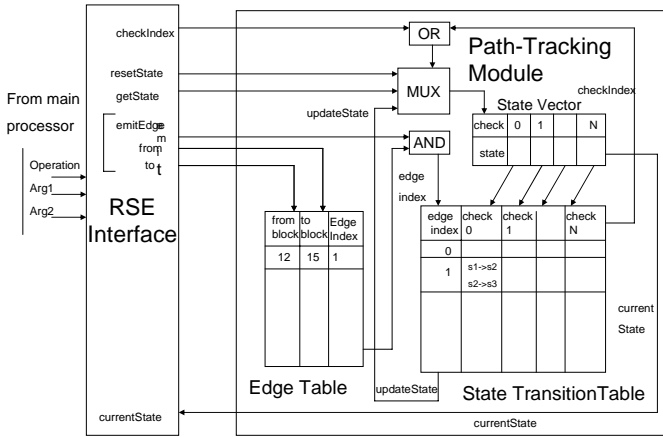 checkIndex
OR
Path-Tracking
Module
resetState
getState
MUX
checkIndex
From main
processor
updateState
State Vector
emitEdge
from
to
AND
check 0 1 N
state
Operation
Arg1
Arg2
RSE
Interface
edge
index
from block
to block
Edge Index
edge index
check 0
check 1
check N
12 15 1
0
1 s1->s2
s2->s3
current
State
Edge Table
updateState
State TransitionTable
currentState
currentState